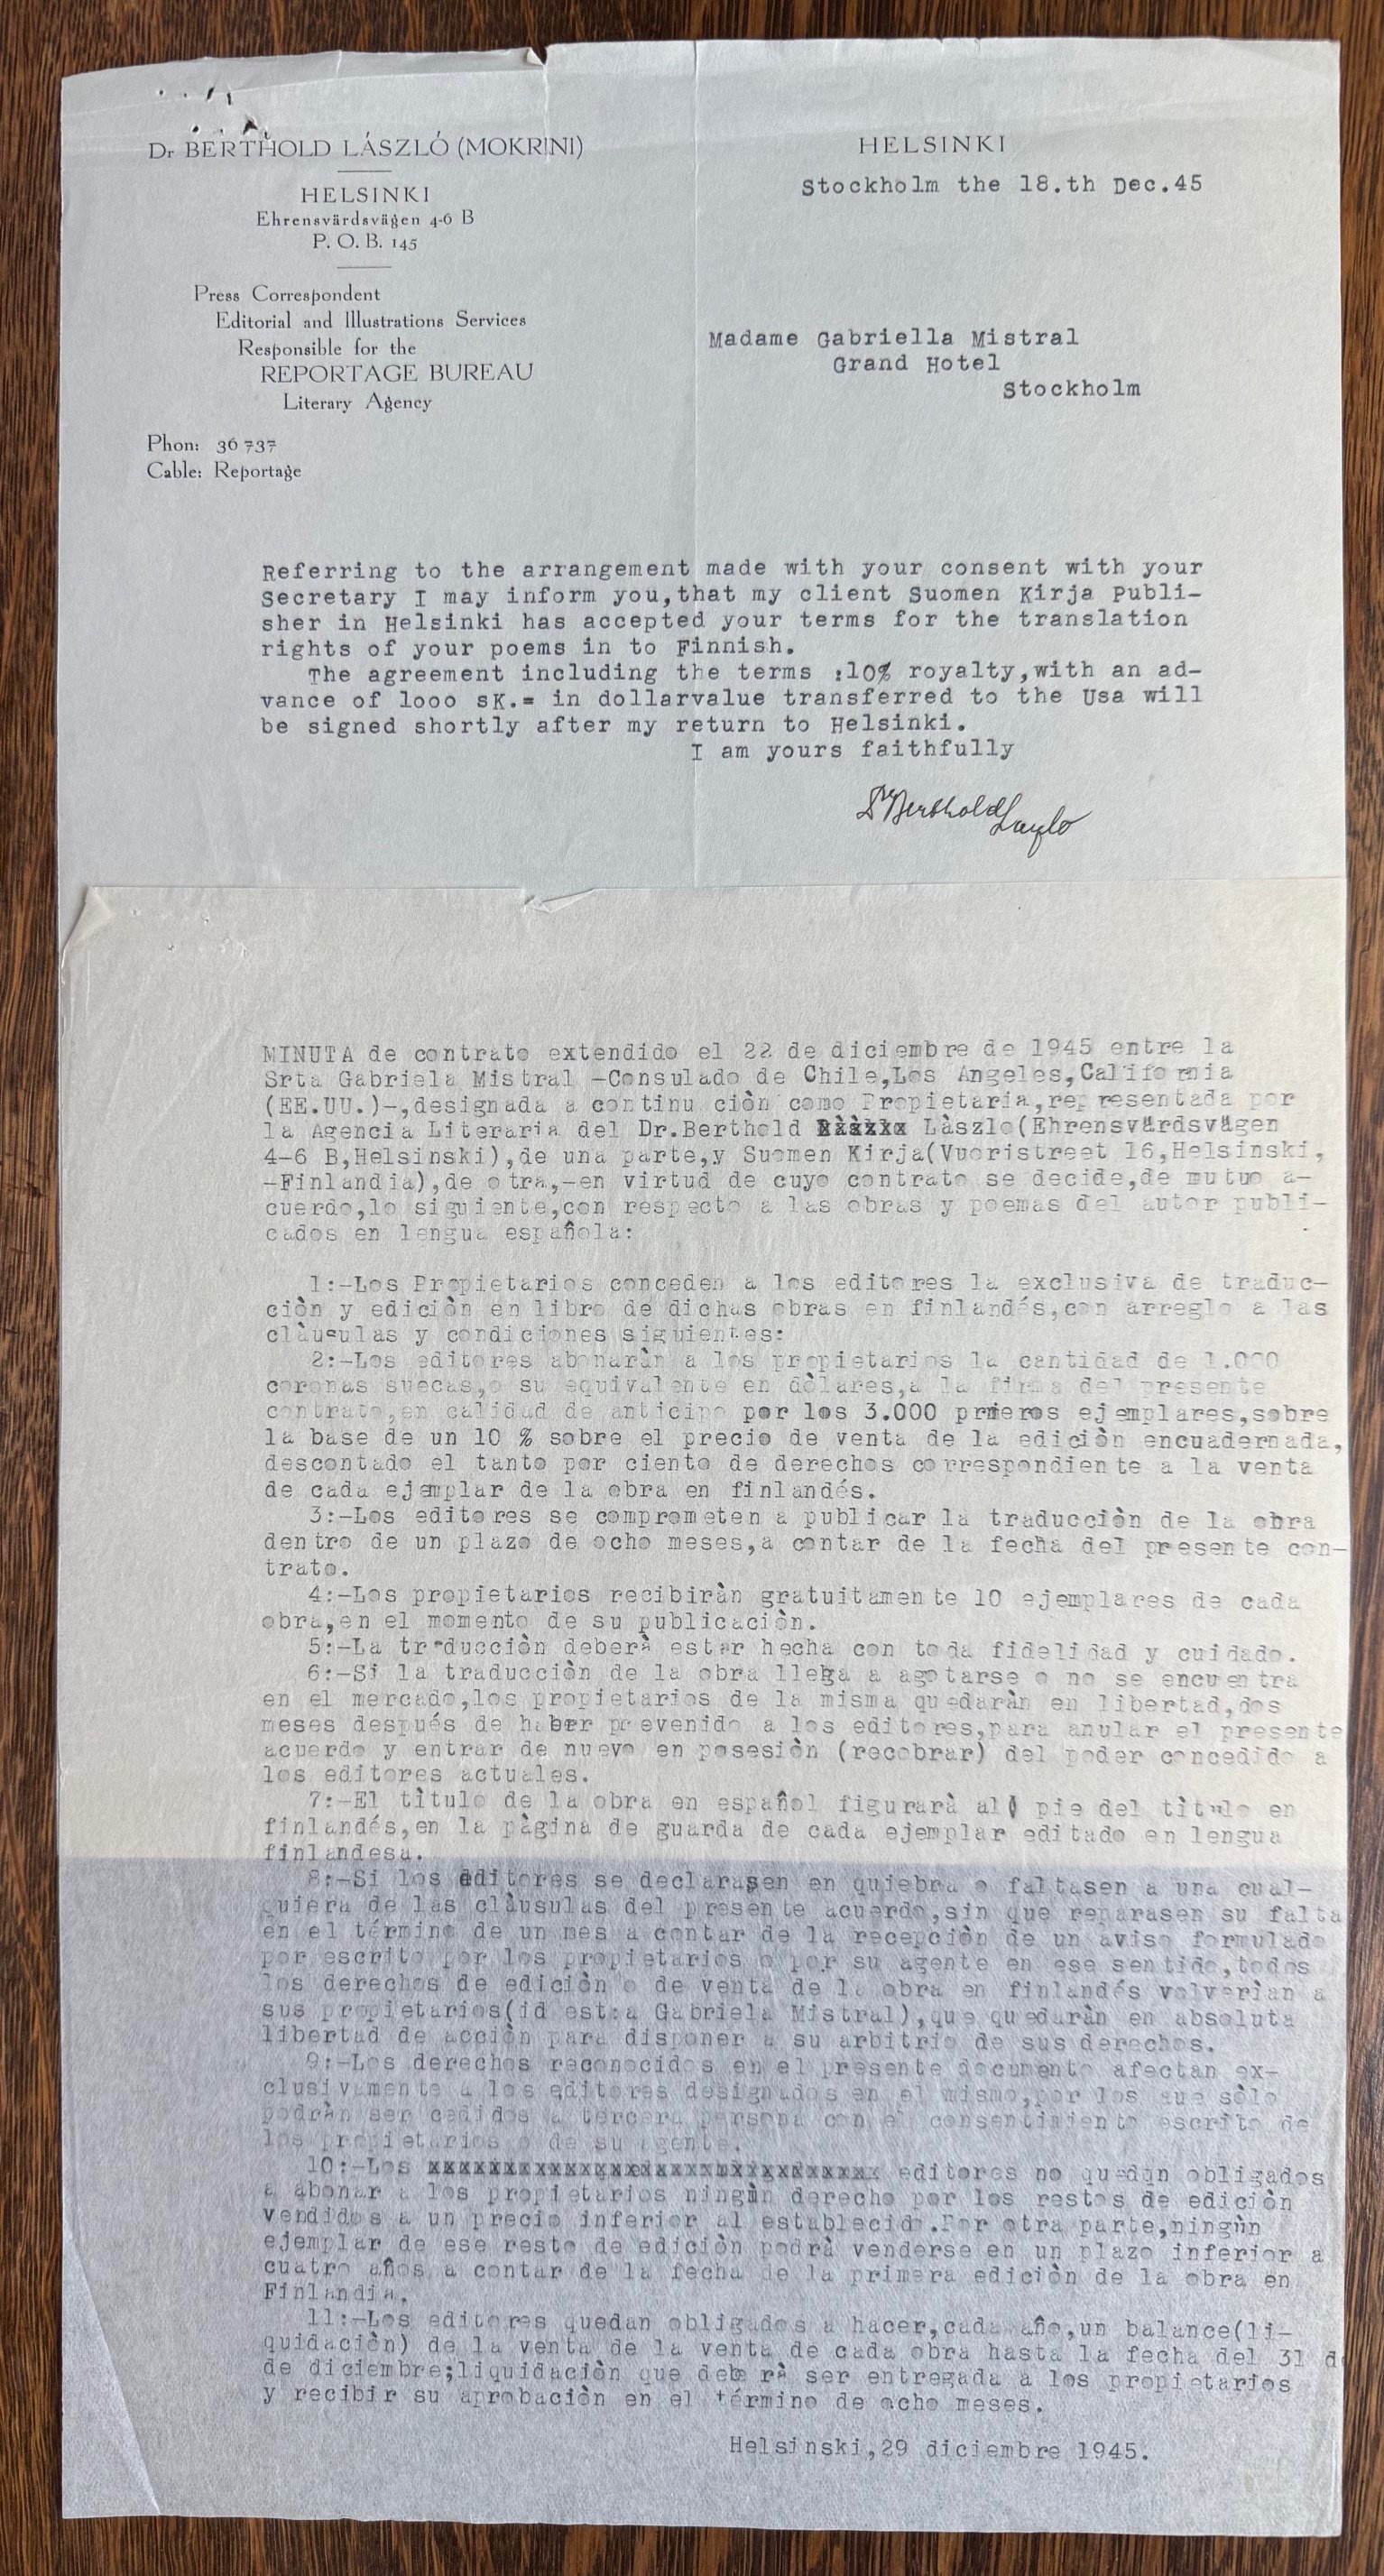 Dr BERTHOLD LÁSZLÓ (MOKRINI)
HELSINKI
Ehrensvärdsvägen 4-6 B
P. O. B. 145
Press Correspondent
Editorial and Illustrations Services
Responsible for the
REPORTAGE BUREAU
Literary Agency
Phon: 36 737
Cable: Reportage
HELSINKI
Stockholm the 18.th Dec.45
Madame Gabriella Mistral
Grand Hotel
Stockholm
Referring to the arrangement made with your consent with your
Secretary I may inform you,that my client Suomen Kirja Publi-
sher in Helsinki has accepted your terms for the translation
rights of your poems in to Finnish.
The agreement including the terms :10% royalty,with an ad-
vance of looo sK.= in dollarvalue transferred to the Usa will
be signed shortly after my return to Helsinki.
I am yours faithfully
Dr Berthold Laszlo
MINUTA de contrato extendido el 22 de diciembre de 1945 entre la
Srta Gabriela Mistral -Consulado de Chile,Los Angeles,California
(EE.UU.)-,designada a continu ciòn como Propietaria,representada por
la Agencia Literaria del Dr.Berthold Làszlo(Ehrensvärdsvägen
4-6 B,Helsinski),de una parte,y Suomen Kirja(Vuoristreet 16,Helsinski,
-Finlandia),de otra,-en virtud de cuyo contrato se decide,de mutuo a-
cuerdo,lo siguiente,con respecto a las obras y poemas del autor publi-
cados en lengua española:
1:-Los Propietarios conceden a los editores la exclusiva de traduc-
ciòn y ediciòn en libro de dichas obras en finlandés,con arreglo a las
clàusulas y condiciones siguientes:
2:-Los editores abonaràn a los propietarios la cantidad de 1.000
coronas suecas,o su equivalente en dòlares,a la firma del presente
contrato,en calidad de anticipo por los 3.000 prmeros ejemplares,sobre
la base de un 10 % sobre el precio de venta de la ediciòn encuadernada,
descontado el tanto por ciento de derechos correspondiente a la venta
de cada ejemplar de la obra en finlandés.
3:-Los editores se comprometen a publicar la traducciòn de la obra
dentro de un plazo de ocho meses,a contar de la fecha del presente con-
trato.
4:-Los propietarios recibiràn gratuitamente 10 ejemplares de cada
obra,en el momento de su publicaciòn.
5:-La traducciòn deberà estar hecha con toda fidelidad y cuidado.
6:-Si la traducciòn de la obra llega a agotarse o no se encuentra
en el mercado,los propietarios de la misma quedaràn en libertad,dos
meses después de haber prevenido a los editores,para anular el presente
acuerdo y entrar de nuevo en posesiòn (recobrar) del poder concedido a
los editores actuales.
7:-El tìtulo de la obra en español figurarà al pie del tìtulo en
finlandés,en la pàgina de guarda de cada ejemplar editado en lengua
finlandesa.
8:-Si los editores se declarasen en quiebra o faltasen a una cual-
quiera de las clàusulas del presente acuerdo,sin que reparasen su falta
en el término de un mes a contar de la recepciòn de un aviso formulado
por escrito por los propietarios o por su agente en ese sentido,todos
los derechos de ediciòn o de venta de la obra en finlandés volverìan a
sus propietarios(id est:a Gabriela Mistral),que quedaràn en absoluta
libertad de acciòn para disponer a su arbitrio de sus derechos.
9:-Los derechos reconocidos en el presente documento afectan ex-
clusivamente a los editores designados en el mismo,por los que sòlo
podràn ser cedidos a tercera persona con el consentimiento escrito de
los propietarios o de su agente.
10:-Los xxxxxxxxxxxxxxxxxxxxxxxxxxxxxx editores no quedan obligados
a abonar a los propietarios ningùn derecho por los restos de ediciòn
vendidos a un precio inferior al establecido.Por otra parte,ningùn
ejemplar de ese resto de ediciòn podrà venderse en un plazo inferior a
cuatro años a contar de la fecha de la primera ediciòn de la obra en
Finlandia.
11:-Los editores quedan obligados a hacer,cada año,un balance(li-
quidaciòn) de la venta de la venta de cada obra hasta la fecha del 31 de
de diciembre;liquidaciòn que deberà ser entregada a los propietarios
y recibir su aprobaciòn en el término de ocho meses.
Helsinski,29 diciembre 1945.